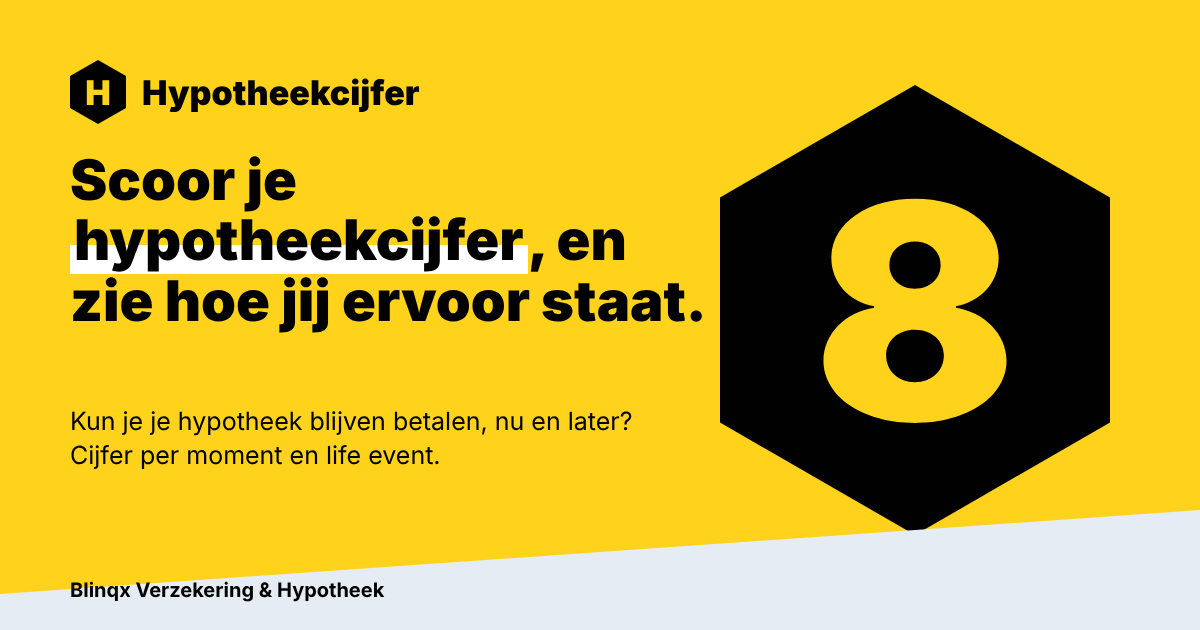 H Hypotheekcijfer
Scoor je
hypotheekcijfer, en
zie hoe jij ervoor staat.
8
Kun je je hypotheek blijven betalen, nu en later?
Cijfer per moment en life event.
Blinqx Verzekering & Hypotheek